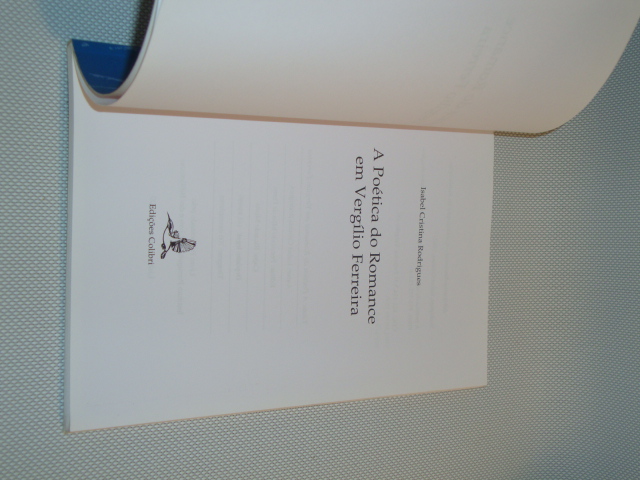 Isabel Cristina Rodrigues
A Poética do Romance
em Vergílio Ferreira
Edições Colibri